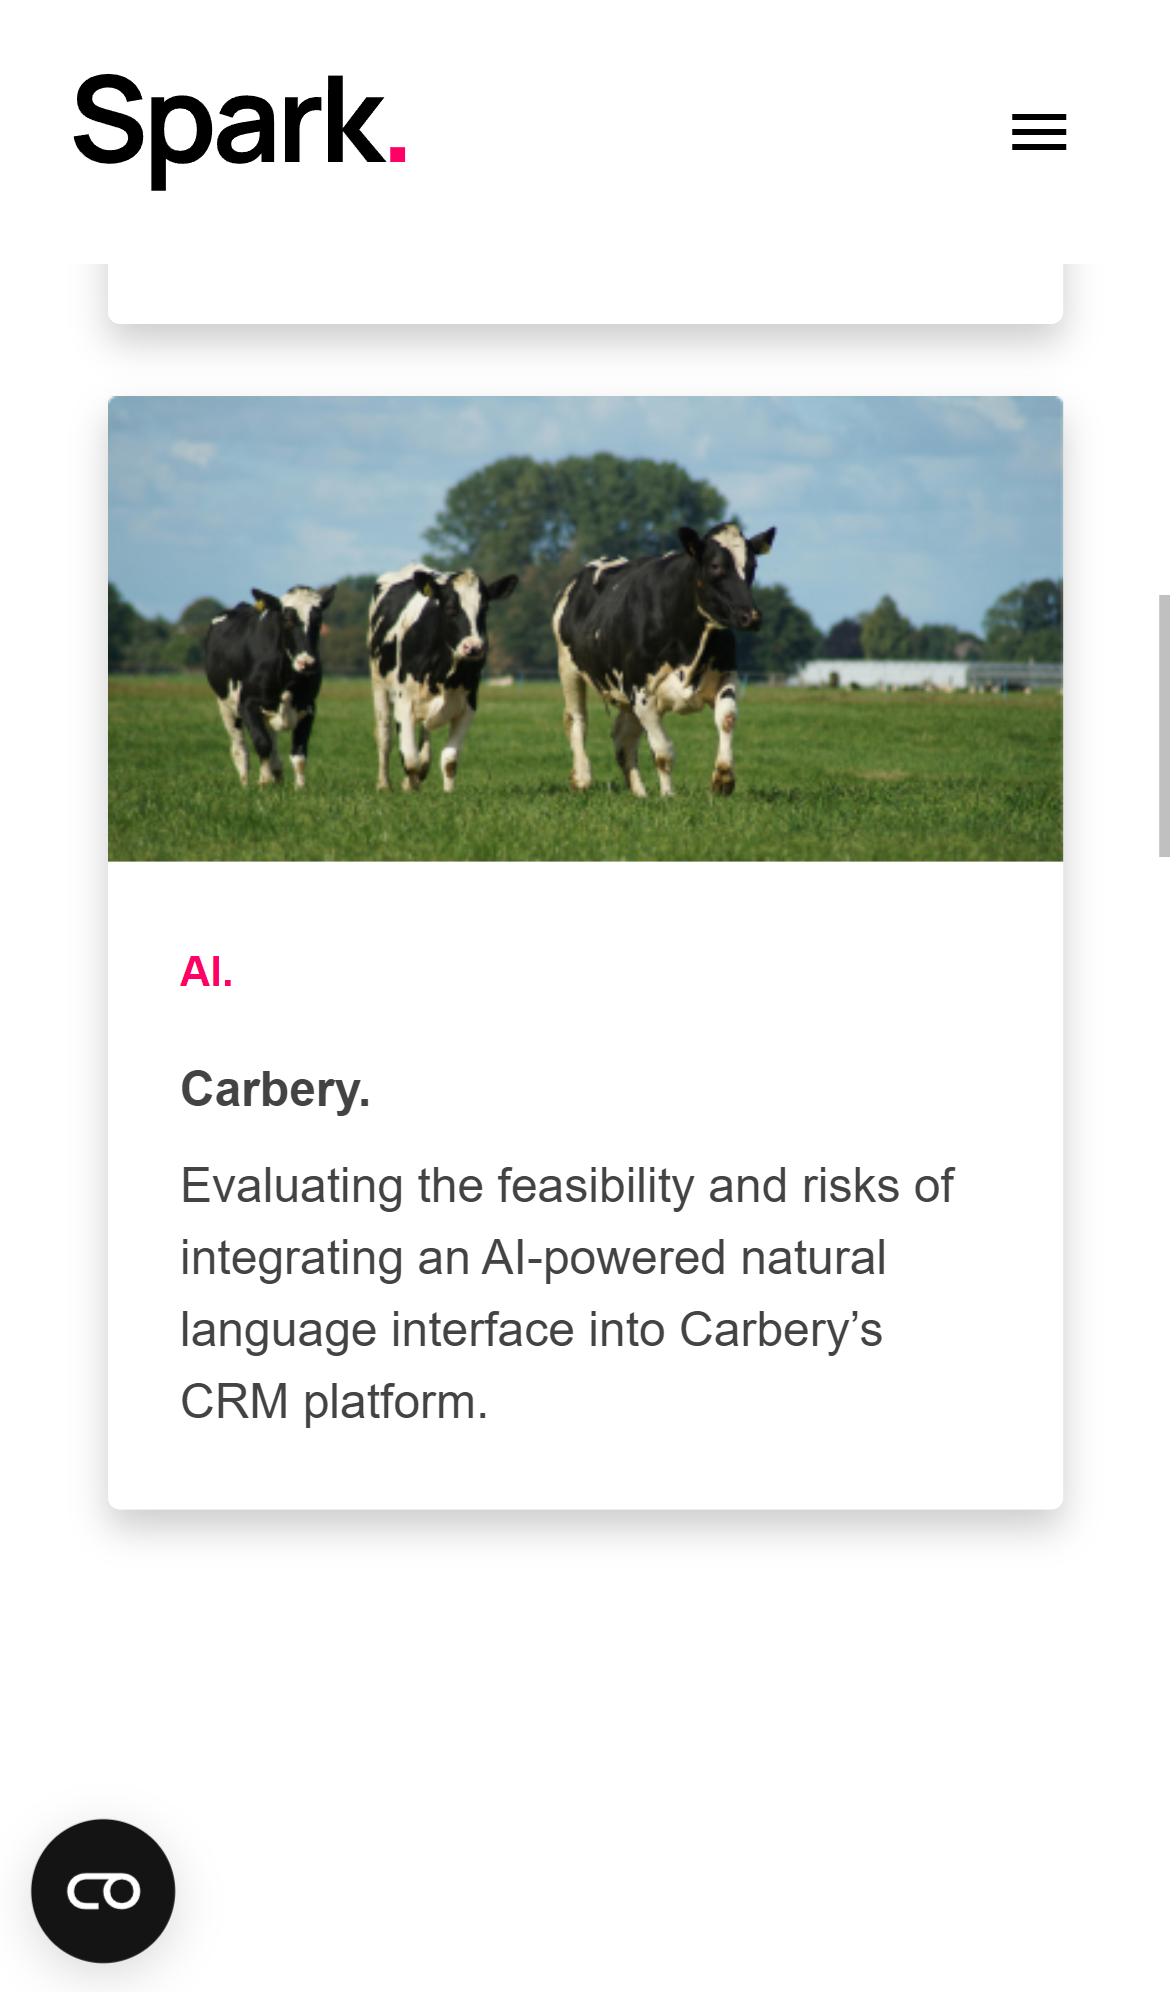 Spark.
AI.
Carbery.
Evaluating the feasibility and risks of
integrating an AI-powered natural
language interface into Carbery’s
CRM platform.